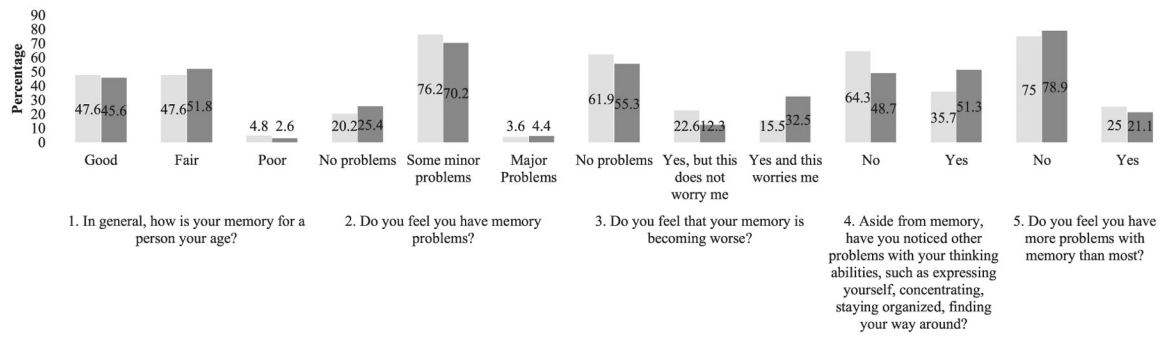 90
80
70
60
50
40
30
20
10
0
Percentage
47.6 45.6 47.6 51.8 4.8 2.6 20.2 25.4 76.2 70.2 3.6 4.4 61.9 55.3 22.6 12.3 15.5 32.5 64.3 48.7 35.7 51.3 75 78.9 25 21.1
Good Fair Poor No problems Some minor problems Major Problems No problems Yes, but this does not worry me Yes and this worries me No Yes No Yes
1. In general, how is your memory for a
person your age?
2. Do you feel you have memory
problems?
3. Do you feel that your memory is
becoming worse?
4. Aside from memory,
have you noticed other
problems with your thinking
abilities, such as expressing
yourself, concentrating,
staying organized, finding
your way around?
5. Do you feel you have
more problems with
memory than most?